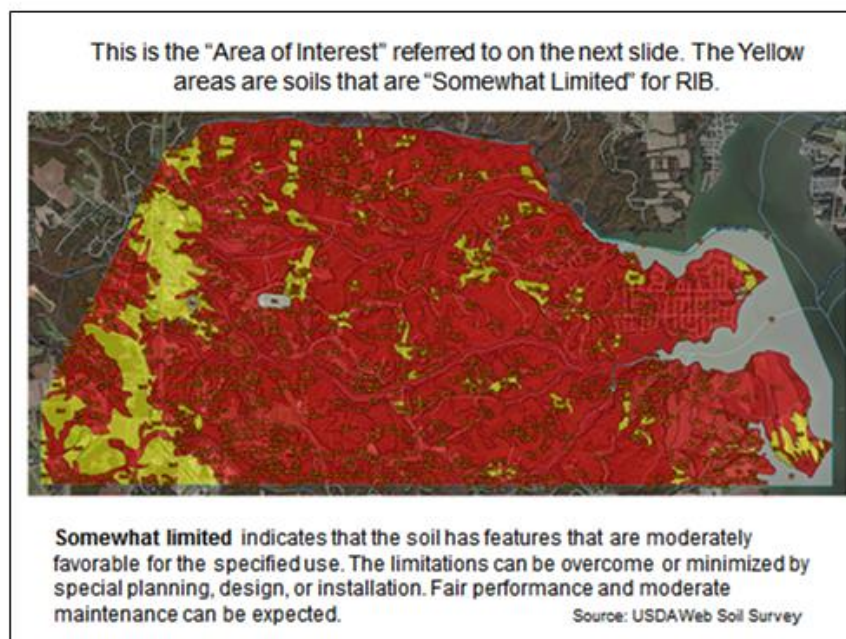 This is the “Area of Interest” referred to on the next slide. The Yellow
areas are soils that are “Somewhat Limited” for RIB.
Somewhat limited indicates that the soil has features that are moderately
favorable for the specified use. The limitations can be overcome or minimized by
special planning, design, or installation. Fair performance and moderate
maintenance can be expected.
Source: USDA Web Soil Survey